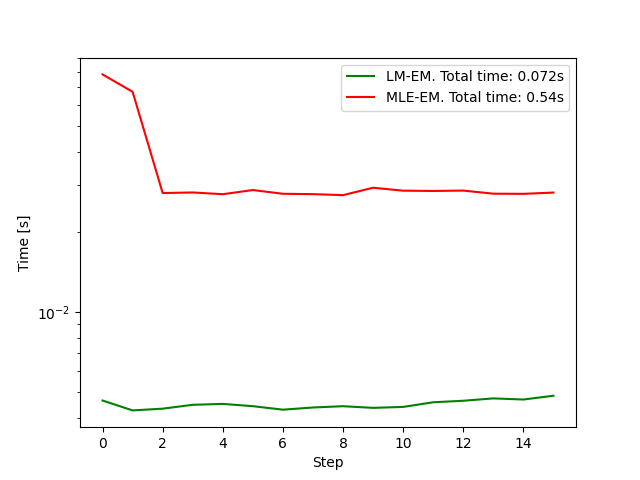 LM-EM. Total time: 0.072s
MLE-EM. Total time: 0.54s
Time [s]
10⁻²
0 2 4 6 8 10 12 14
Step